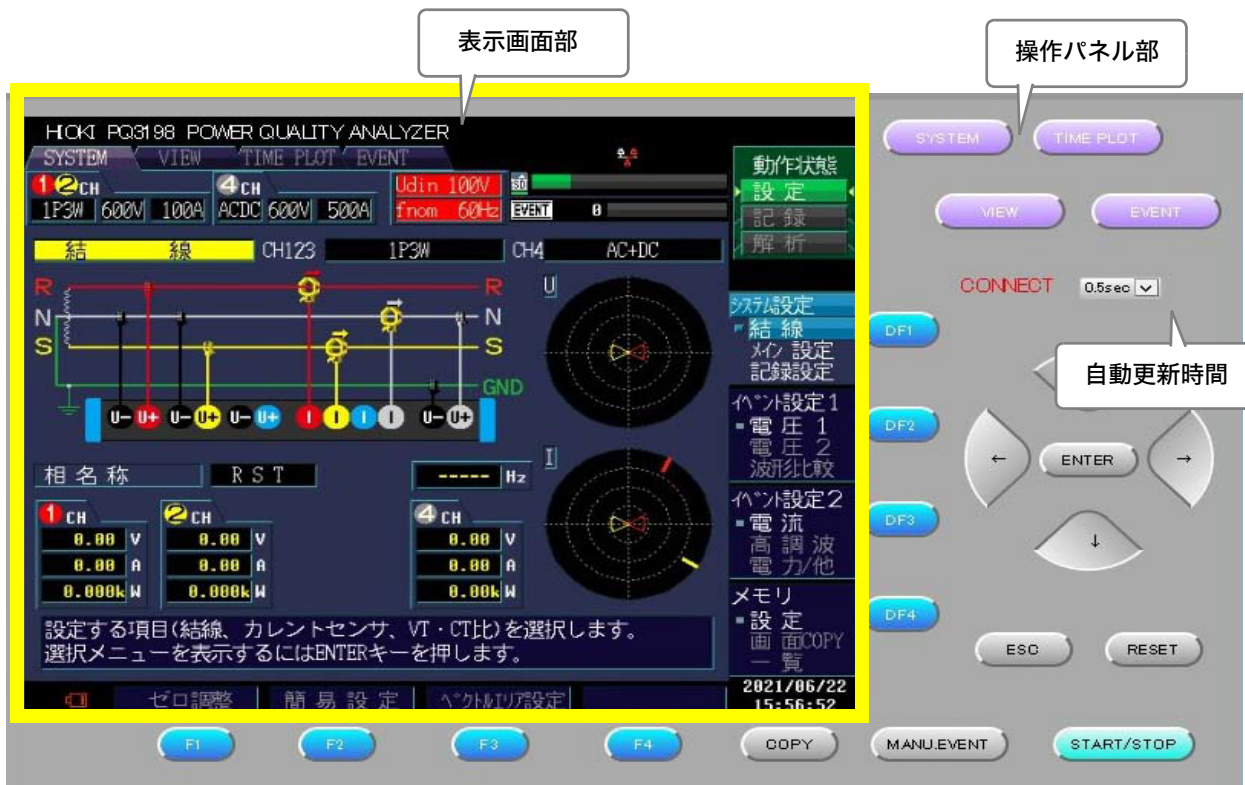 表示画面部
操作パネル部
HIOKI PQ3198 POWER QUALITY ANALYZER
SYSTEM VIEW TIME PLOT EVENT
1 2 CH 4 CH Udin 100V SD
1P3W 600V 100A ACDC 600V 500A fnom 60Hz EVENT 0
動作状態
設定
記録
解析
結線 CH123 1P3W CH4 AC+DC
R R U
N N
S S
GND
U- U+ U- U+ U- U+ I I I I U- U+
相名称 RST ----- Hz I
1 CH 2 CH 4 CH
0.00 V 0.00 V 0.00 V
0.00 A 0.00 A 0.00 A
0.000k W 0.000k W 0.00k W
設定する項目(結線、カレントセンサ、VT・CT比)を選択します。
選択メニューを表示するにはENTERキーを押します。
システム設定
結線
メイン設定
記録設定
イベント設定1
電圧1
電圧2
波形比較
イベント設定2
電流
高調波
電力/他
メモリ
設定
画面COPY
一覧
ゼロ調整 簡易設定 ベクトルエリア設定
2021/06/22
15:56:52
SYSTEM TIME PLOT
VIEW EVENT
CONNECT 0.5sec
自動更新時間
DF1
DF2
DF3
DF4
← ENTER →
↓
ESC RESET
F1 F2 F3 F4 COPY MANU.EVENT START/STOP